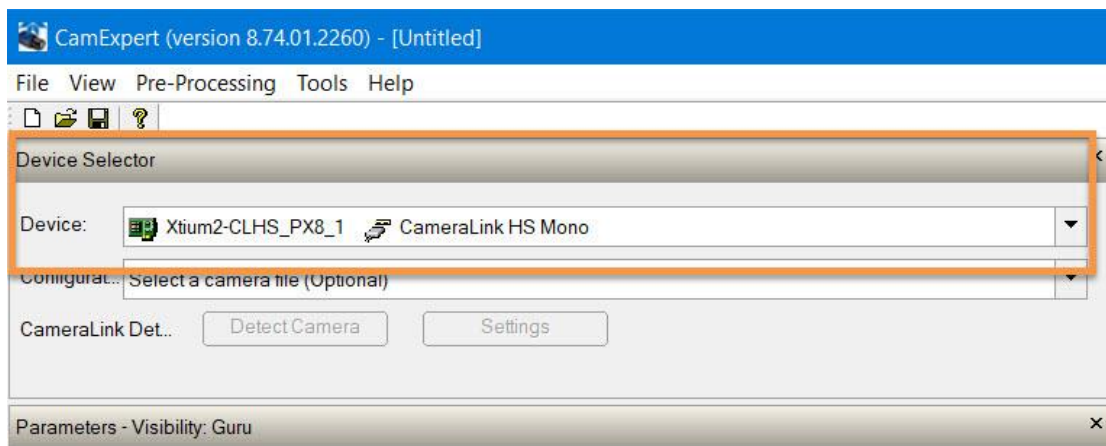 CamExpert (version 8.74.01.2260) - [Untitled]
File View Pre-Processing Tools Help
Device Selector
Device: Xtium2-CLHS_PX8_1 CameraLink HS Mono
Configurat... Select a camera file (Optional)
CameraLink Det... Detect Camera Settings
Parameters - Visibility: Guru